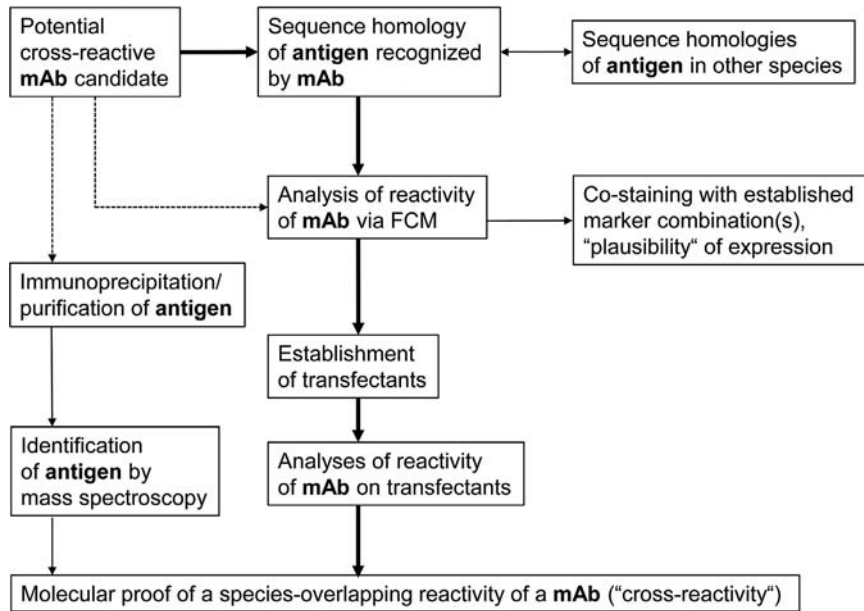 Potential
cross-reactive
mAb candidate
Sequence homology
of antigen recognized
by mAb
Sequence homologies
of antigen in other species
Analysis of reactivity
of mAb via FCM
Co-staining with established
marker combination(s),
“plausibility“ of expression
Immunoprecipitation/
purification of antigen
Establishment
of transfectants
Identification
of antigen by
mass spectroscopy
Analyses of reactivity
of mAb on transfectants
Molecular proof of a species-overlapping reactivity of a mAb (“cross-reactivity“)